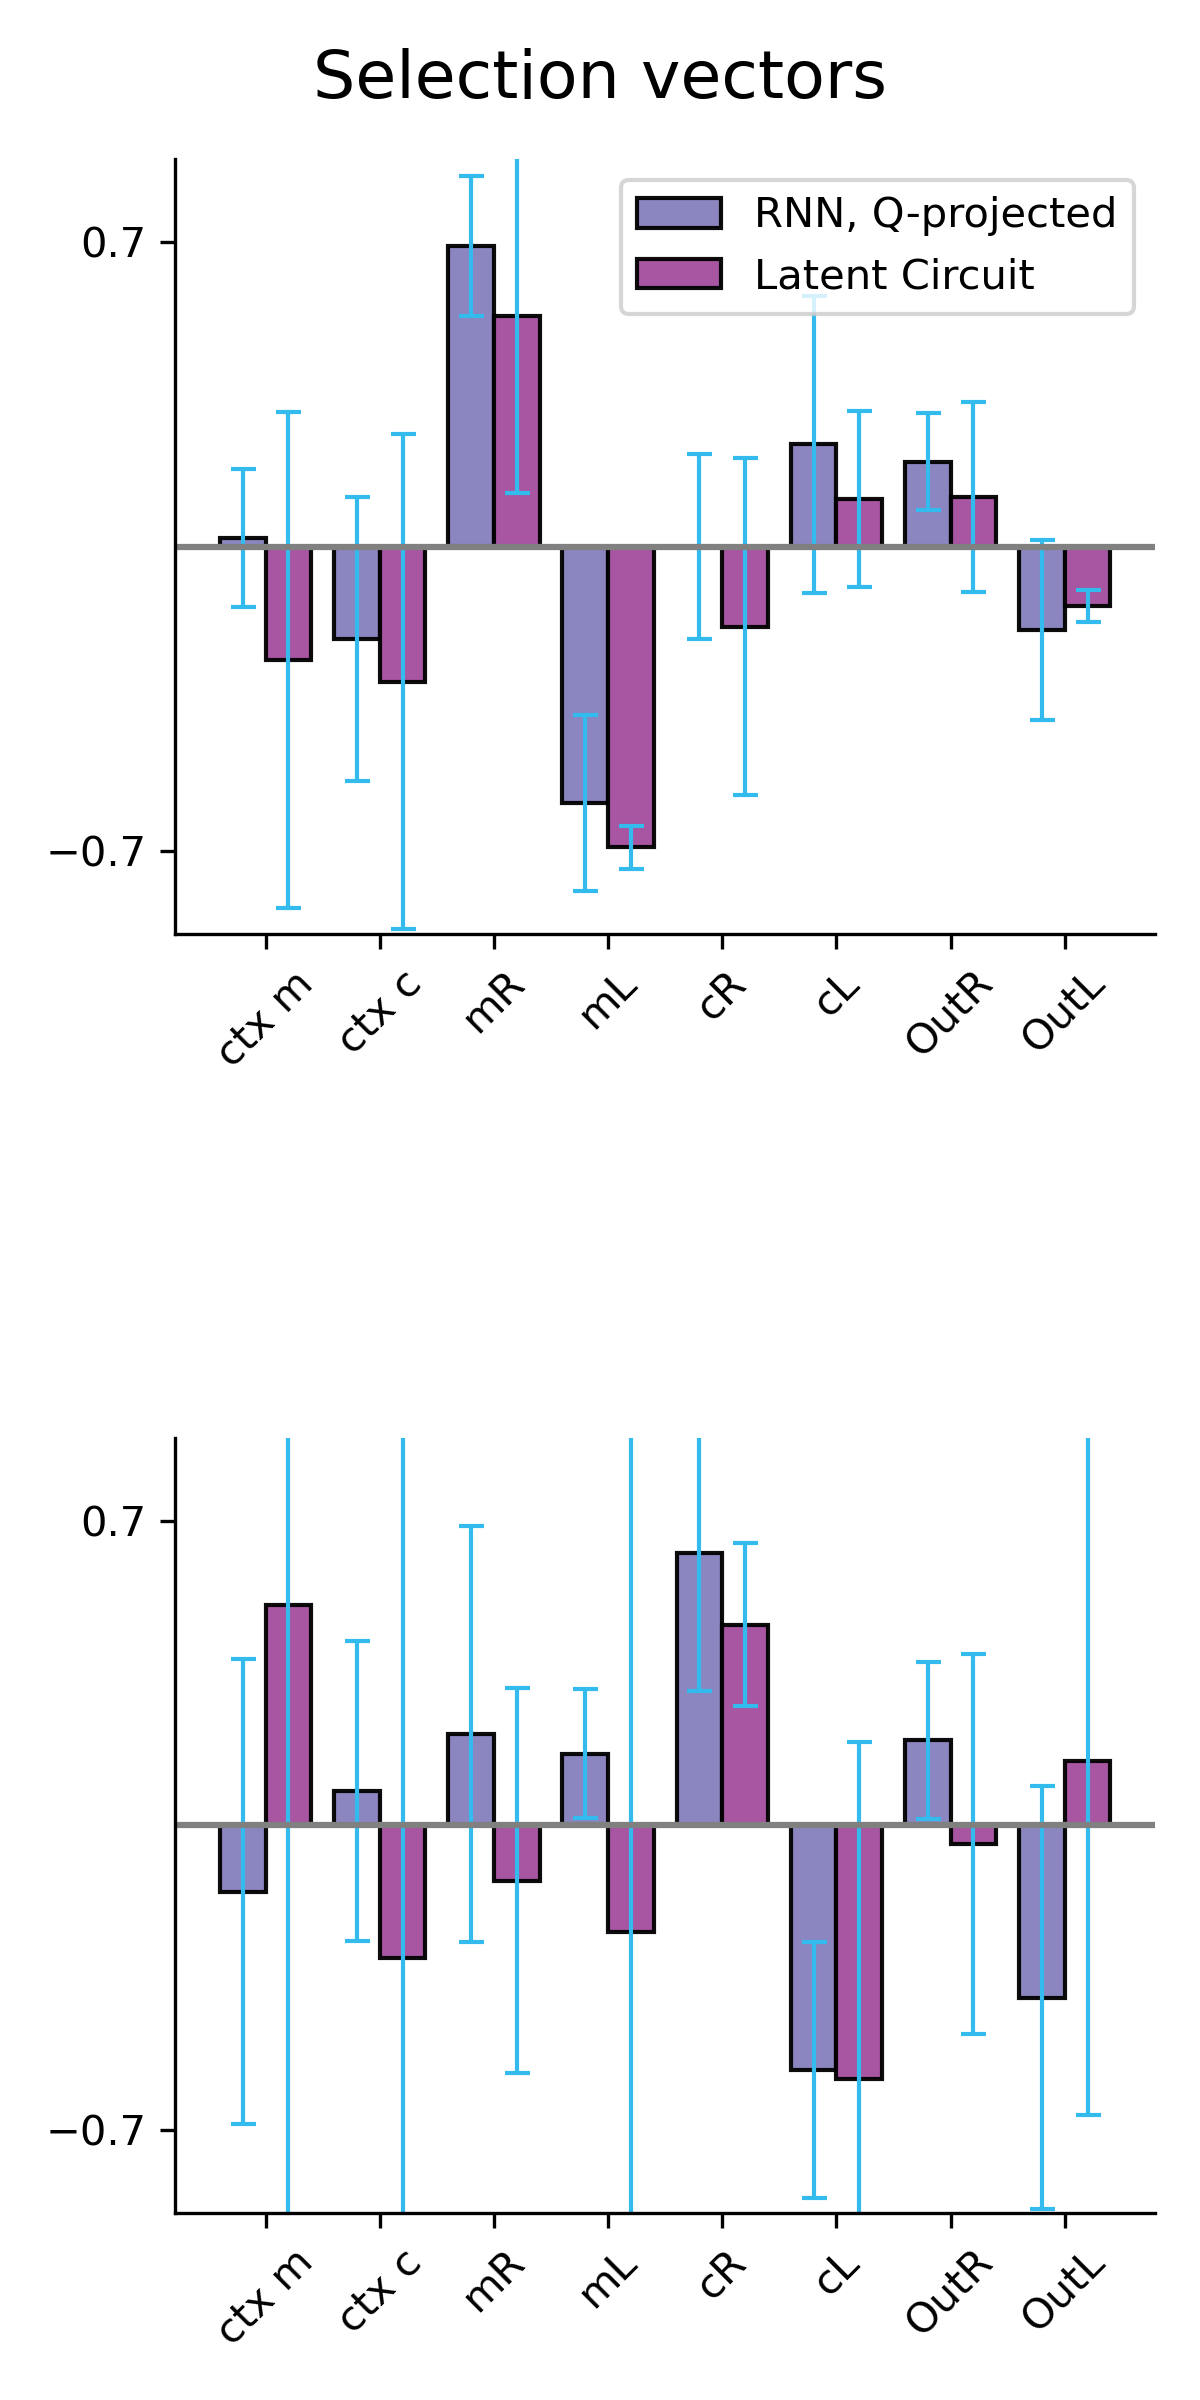 Selection vectors
0.7
−0.7
RNN, Q-projected
Latent Circuit
ctx m
ctx c
mR
mL
cR
cL
OutR
OutL
0.7
−0.7
ctx m
ctx c
mR
mL
cR
cL
OutR
OutL